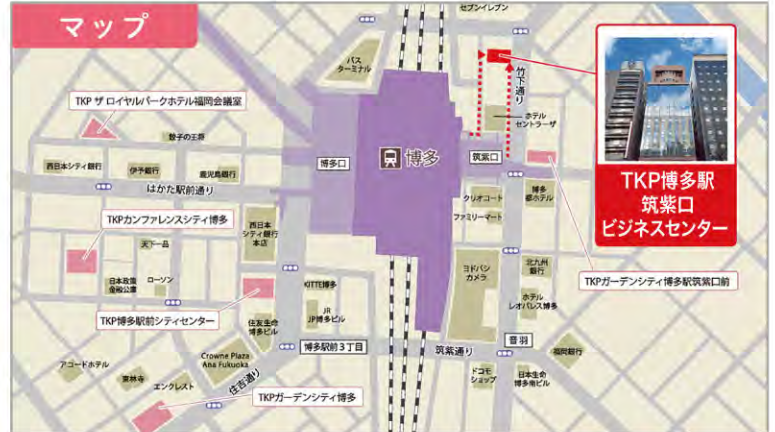 マップ
セブンイレブン
バス
ターミナル
竹下通り
TKP ザ ロイヤルパークホテル福岡会議室
ホテル
セントラーザ
餃子の王将
西日本シティ銀行
伊予銀行
鹿児島銀行
博多口
博多
筑紫口
はかた駅前通り
TKP博多駅
筑紫口
ビジネスセンター
クリオコート
博多
都ホテル
ファミリーマート
TKPカンファレンスシティ博多
西日本
シティ銀行
本店
天下一品
日本政策
金融公庫
ローソン
ヨドバシ
カメラ
北九州
銀行
TKPガーデンシティ博多駅筑紫口前
KITTE博多
ホテル
レオパレス博多
TKP博多駅前シティセンター
住友生命
博多ビル
JR
JP博多ビル
博多駅前3丁目
筑紫通り
音羽
福岡銀行
アコードホテル
東林寺
エンクレスト
Crowne Plaza
Ana Fukuoka
住吉通り
ドコモ
ショップ
日本生命
博多南ビル
TKPガーデンシティ博多